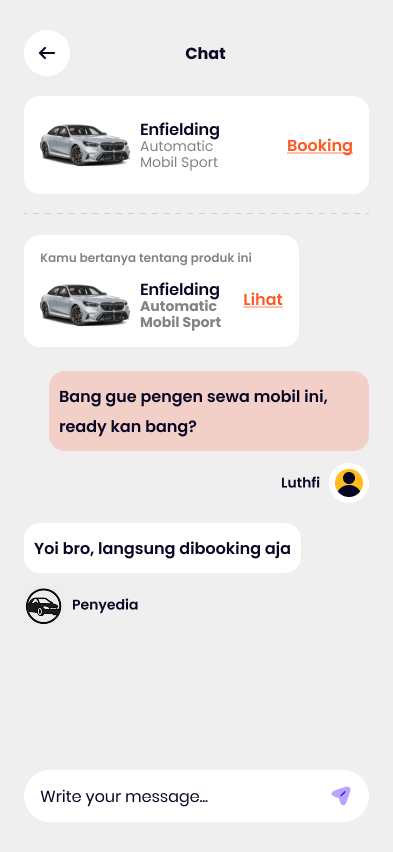 Chat
Enfielding
Automatic
Mobil Sport
Booking
Kamu bertanya tentang produk ini
Enfielding
Automatic
Mobil Sport
Lihat
Bang gue pengen sewa mobil ini,
ready kan bang?
Luthfi
Yoi bro, langsung dibooking aja
Penyedia
Write your message...